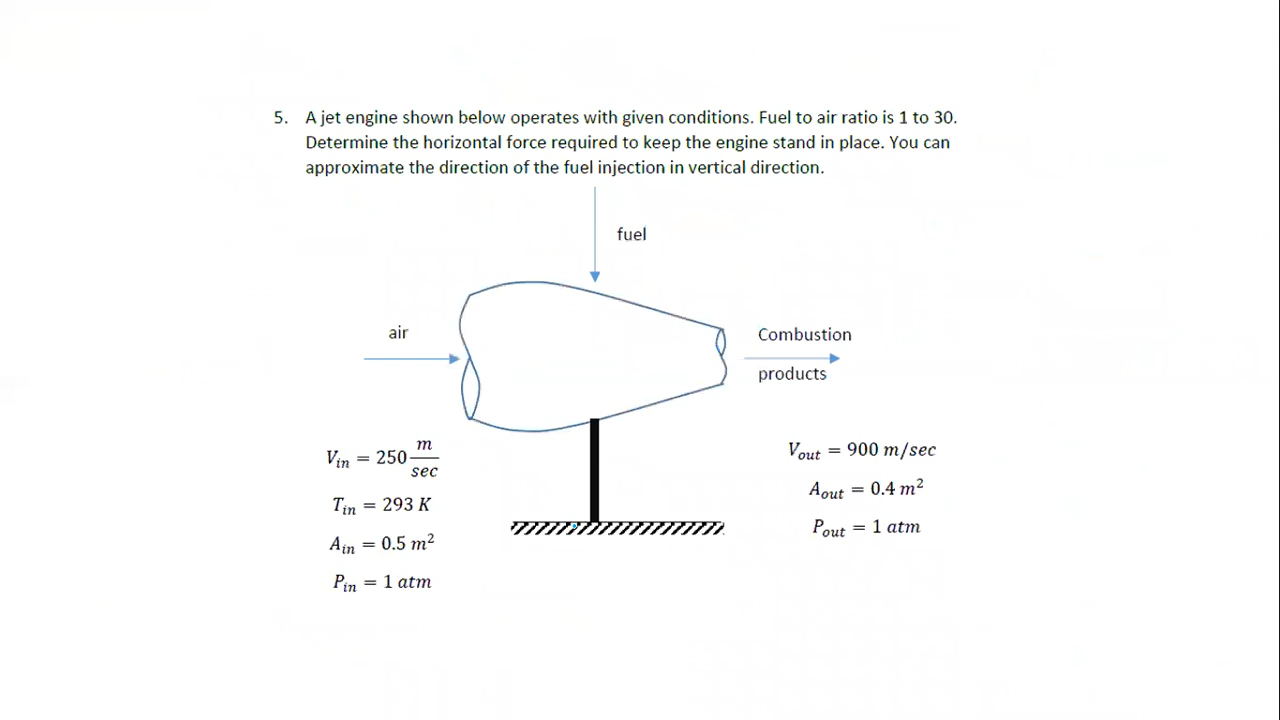 5. A jet engine shown below operates with given conditions. Fuel to air ratio is 1 to 30.
Determine the horizontal force required to keep the engine stand in place. You can
approximate the direction of the fuel injection in vertical direction.
fuel
air
Combustion
products
V_in = 250 m/sec
T_in = 293 K
A_in = 0.5 m²
P_in = 1 atm
V_out = 900 m/sec
A_out = 0.4 m²
P_out = 1 atm